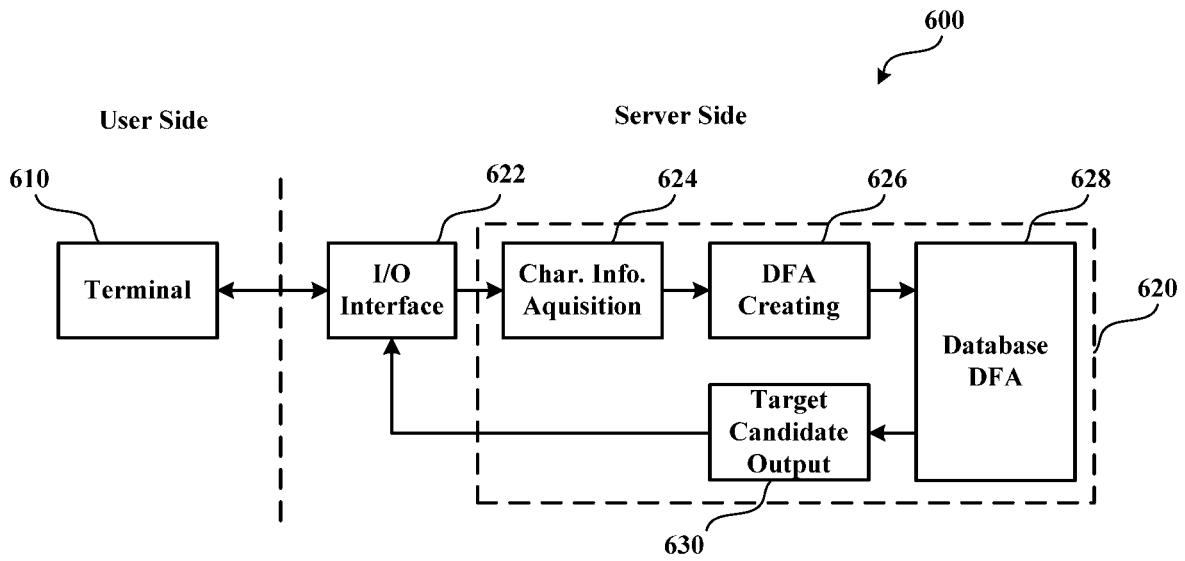 600
User Side
Server Side
610
622
624
626
628
Terminal
I/O
Interface
Char. Info.
Aquisition
DFA
Creating
620
Database
DFA
Target
Candidate
Output
630